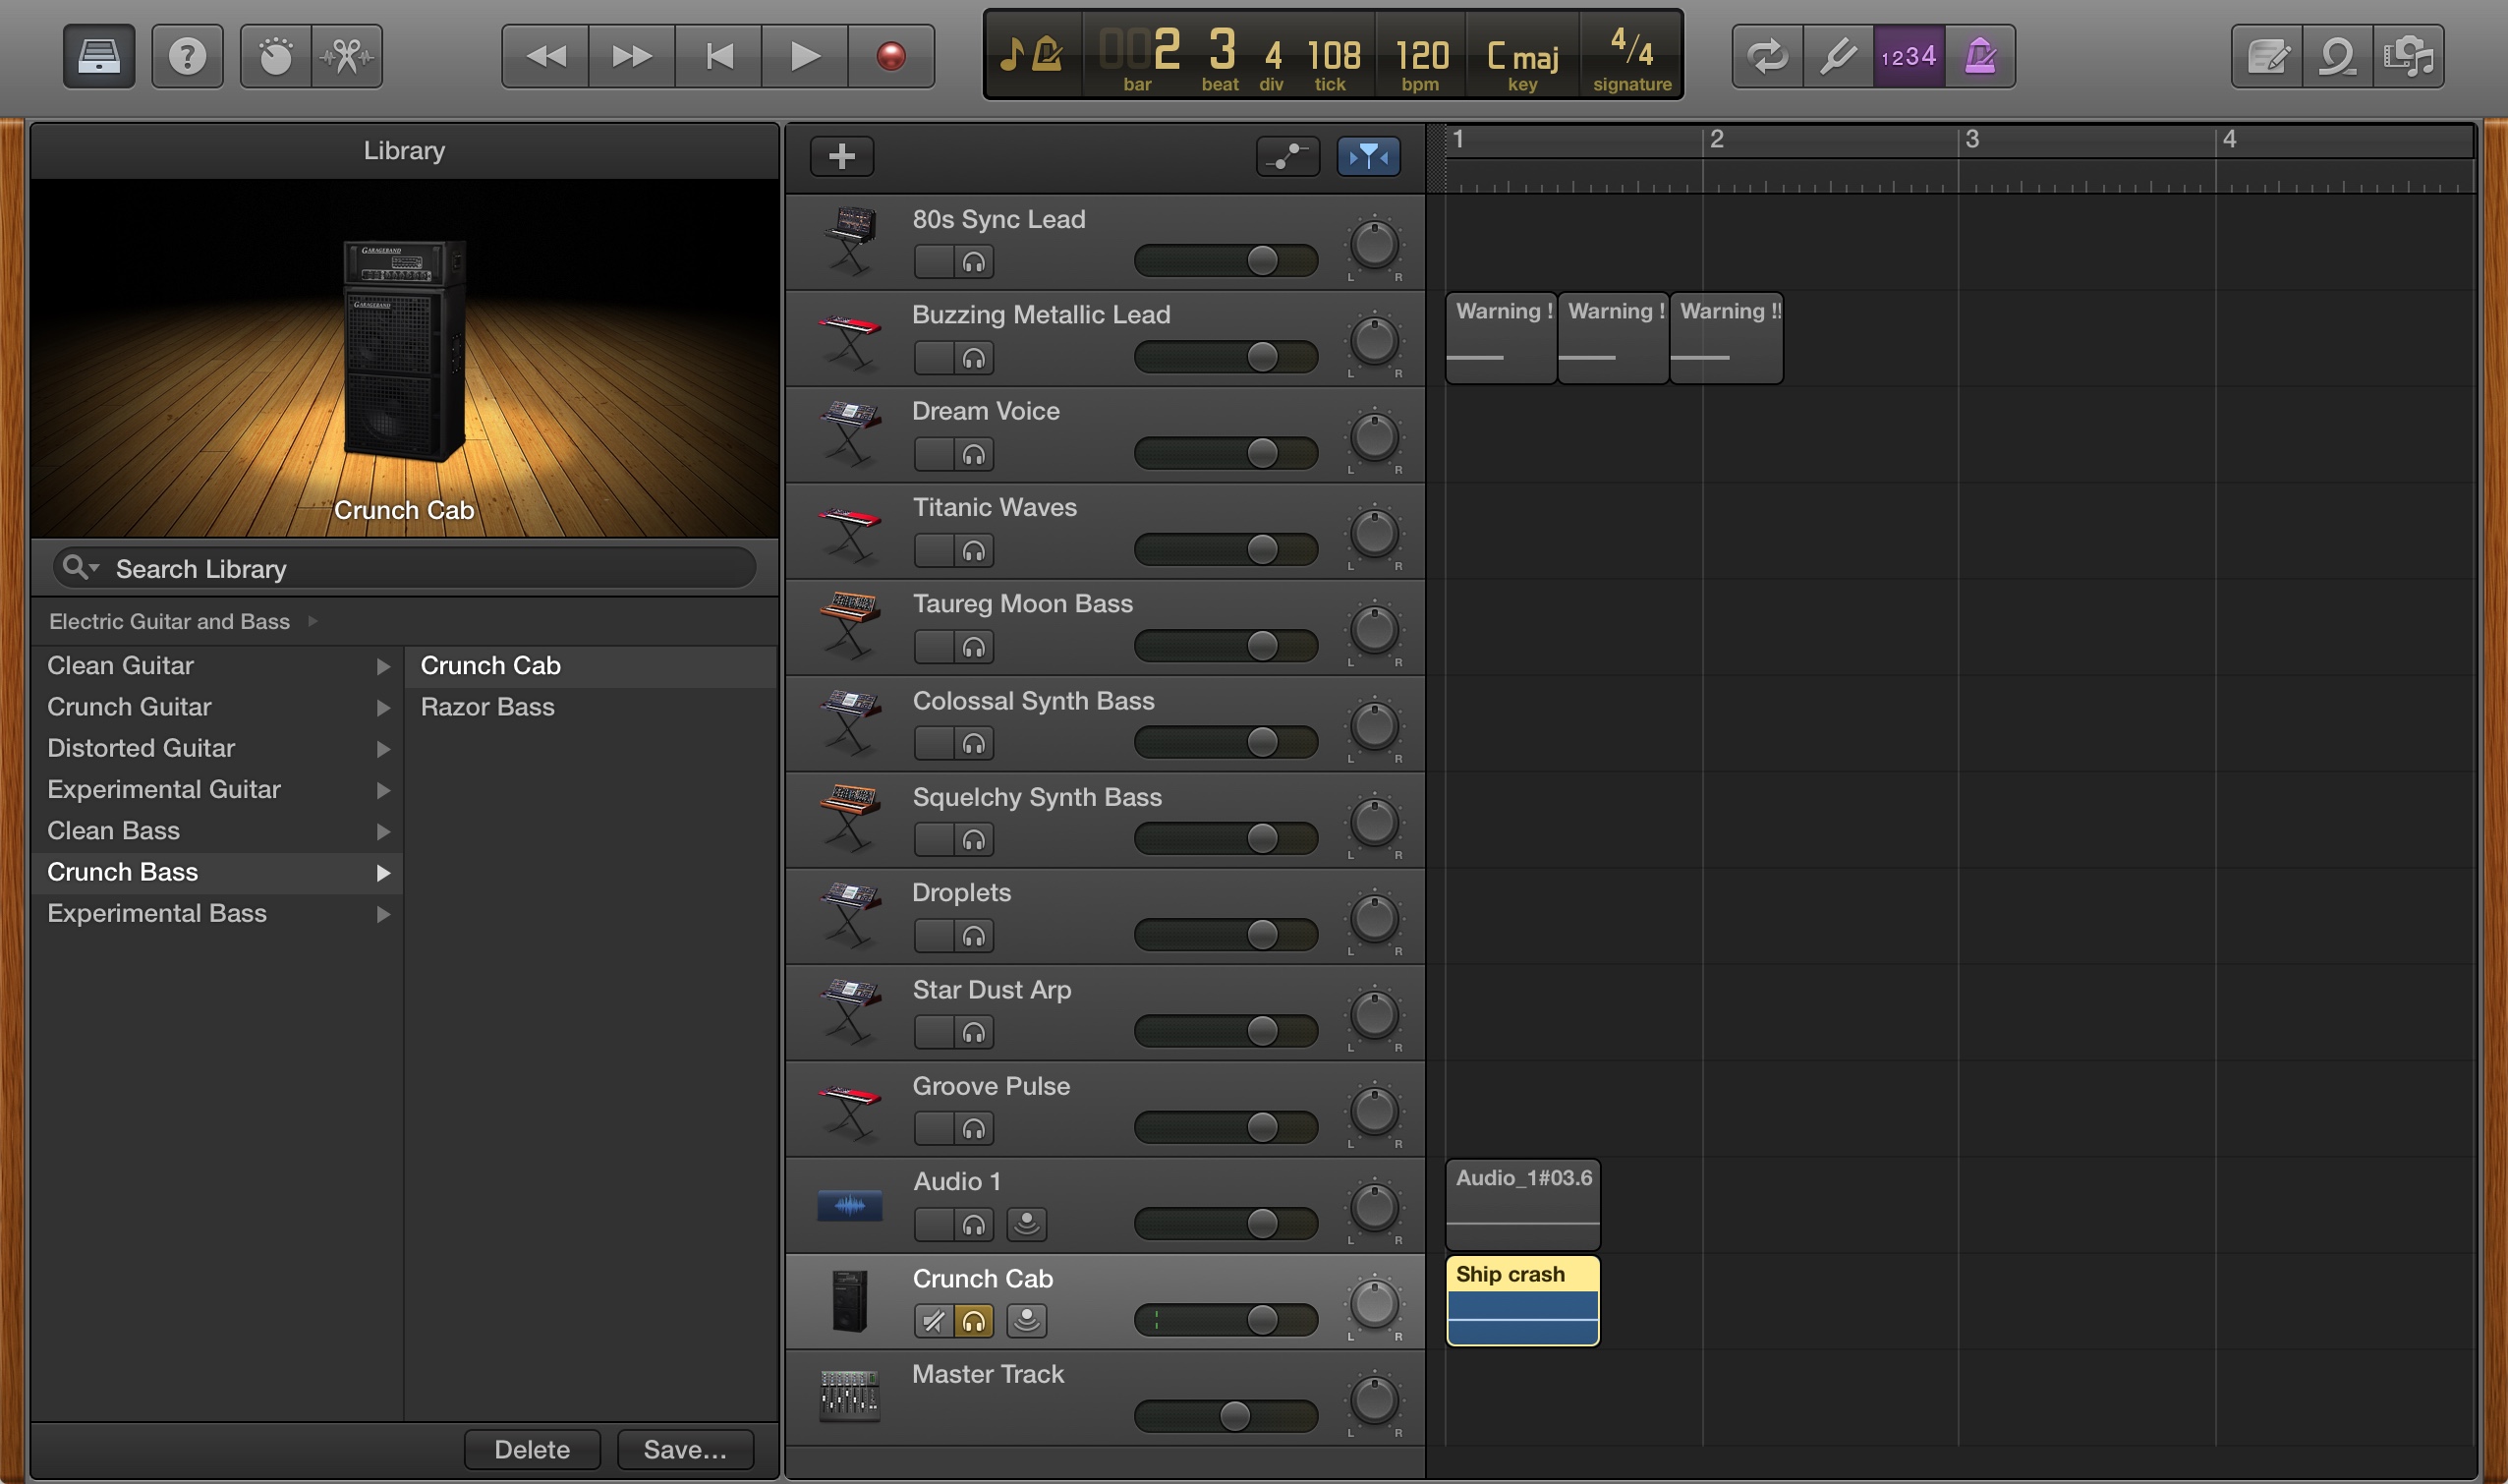 002 3 4 108 120 C maj 4/4
bar beat div tick bpm key signature
1234
Library
GARAGEBAND
GARAGEBAND
Crunch Cab
Search Library
Electric Guitar and Bass
Clean Guitar
Crunch Guitar
Distorted Guitar
Experimental Guitar
Clean Bass
Crunch Bass
Experimental Bass
Crunch Cab
Razor Bass
Delete
Save...
1 2 3 4
80s Sync Lead
L R
Buzzing Metallic Lead
L R
Warning ! Warning ! Warning !!
Dream Voice
L R
Titanic Waves
L R
Taureg Moon Bass
L R
Colossal Synth Bass
L R
Squelchy Synth Bass
L R
Droplets
L R
Star Dust Arp
L R
Groove Pulse
L R
Audio 1
L R
Audio_1#03.6
Crunch Cab
L R
Ship crash
Master Track
L R